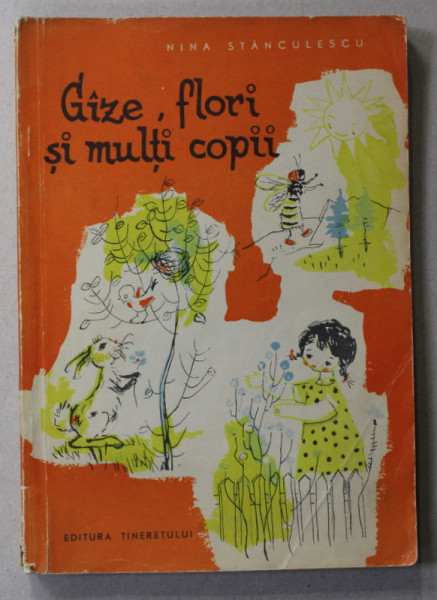 NINA STĂNCULESCU
Gîze, flori
și mulți copii
EDITURA TINERETULUI